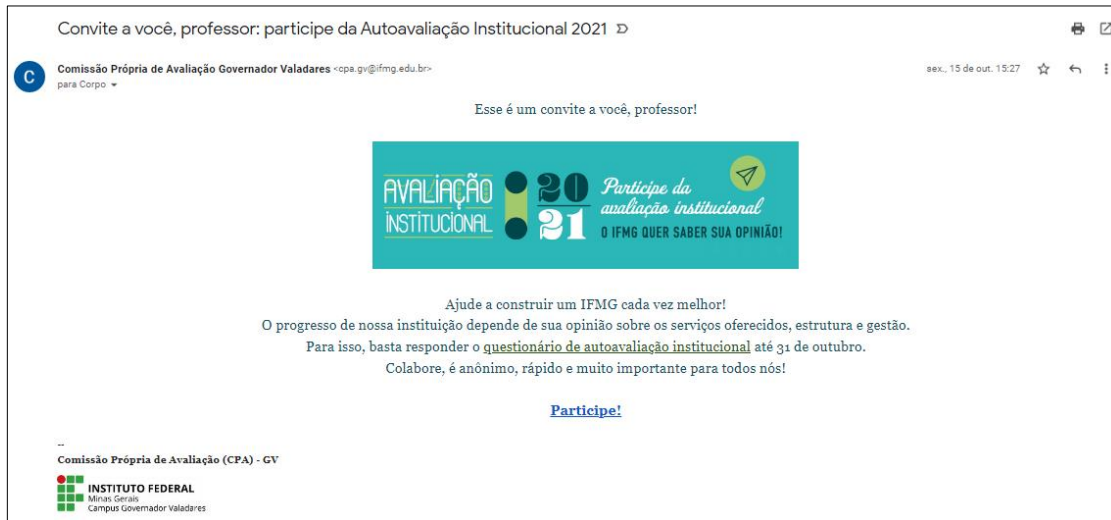 Convite a você, professor: participe da Autoavaliação Institucional 2021
C
Comissão Própria de Avaliação Governador Valadares <cpa.gv@ifmg.edu.br>
sex., 15 de out. 15:27
para Corpo
Esse é um convite a você, professor!
AVALIAÇÃO
INSTITUCIONAL
20
21
Participe da
avaliação institucional
O IFMG QUER SABER SUA OPINIÃO!
Ajude a construir um IFMG cada vez melhor!
O progresso de nossa instituição depende de sua opinião sobre os serviços oferecidos, estrutura e gestão.
Para isso, basta responder o questionário de autoavaliação institucional até 31 de outubro.
Colabore, é anônimo, rápido e muito importante para todos nós!
Participe!
--
Comissão Própria de Avaliação (CPA) - GV
INSTITUTO FEDERAL
Minas Gerais
Campus Governador Valadares